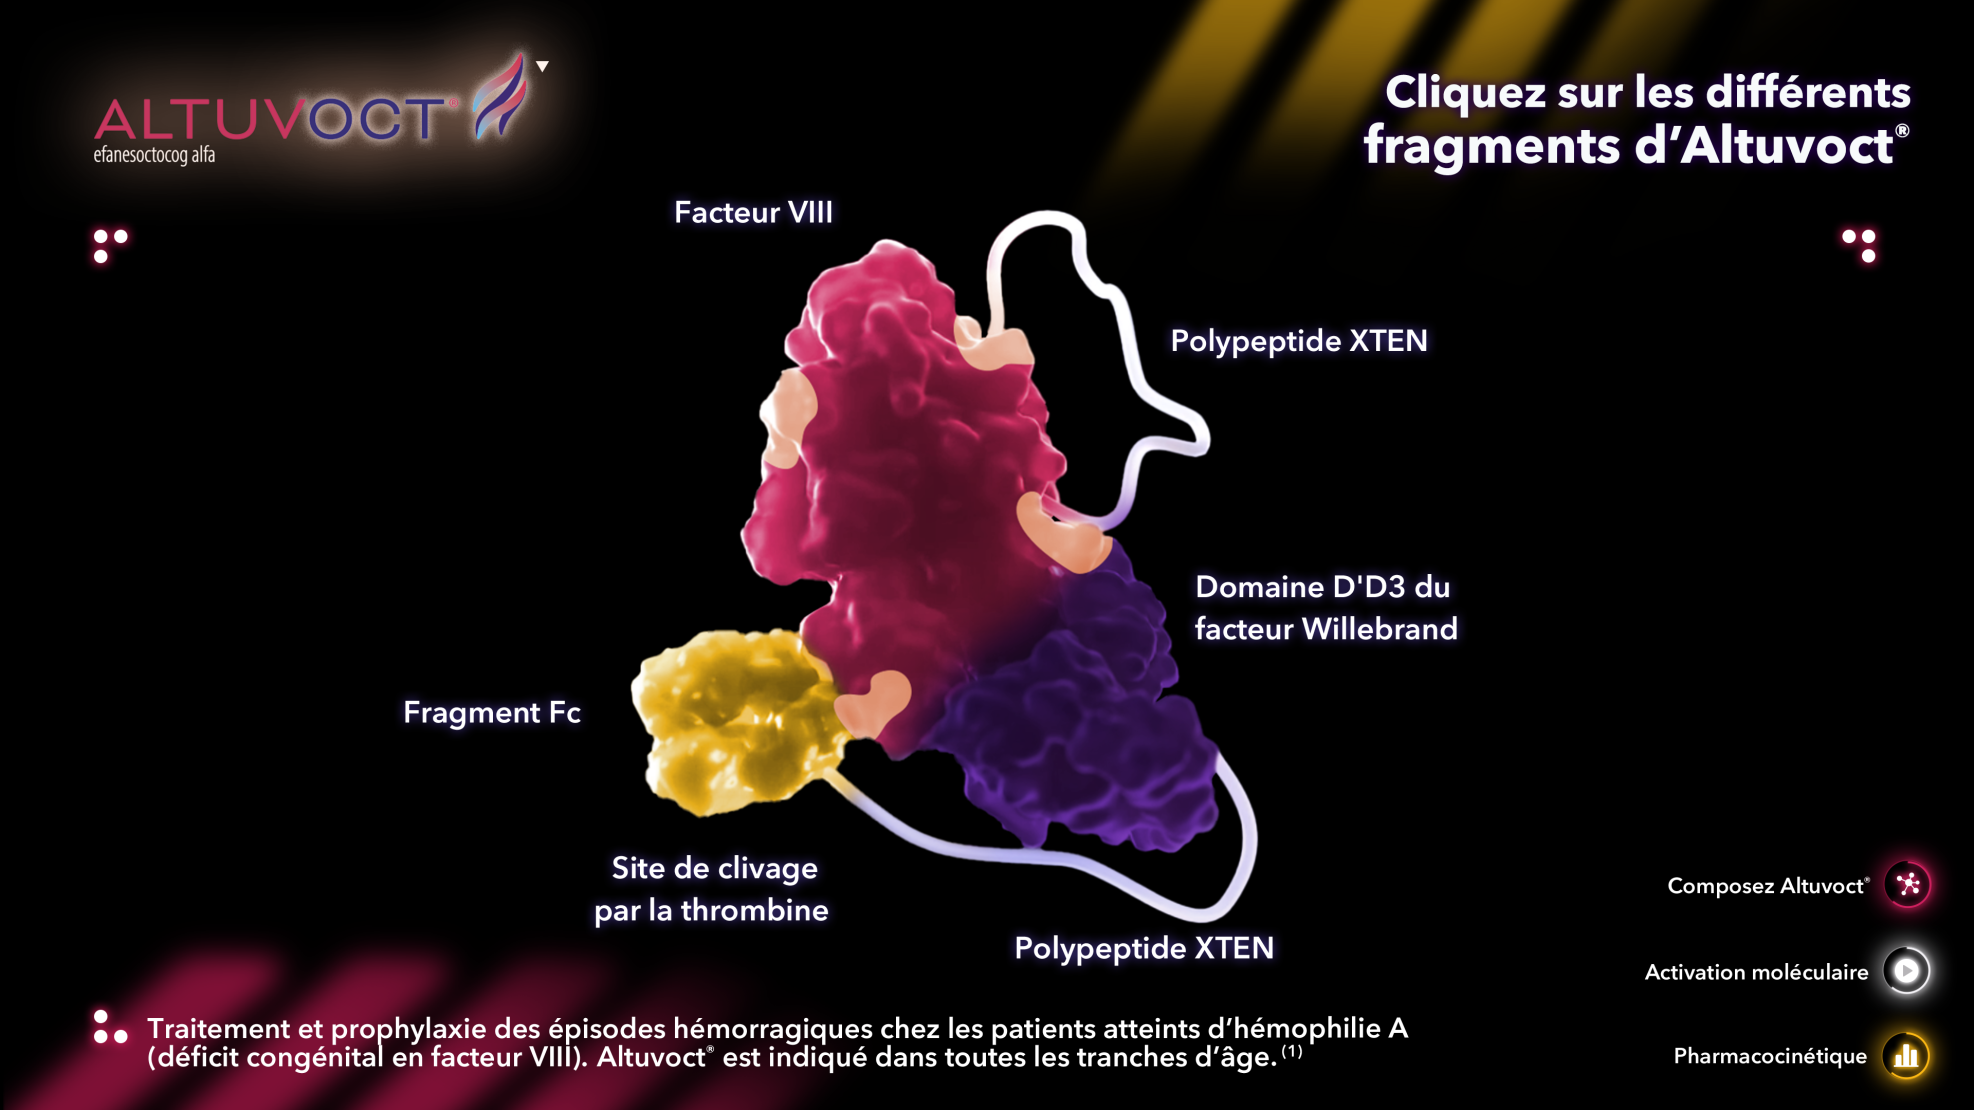 ALTUVOCT®
▼
efanesoctocog alfa
Cliquez sur les différents
fragments d’Altuvoct®
Facteur VIII
Polypeptide XTEN
Domaine D'D3 du
facteur Willebrand
Fragment Fc
Site de clivage
par la thrombine
Polypeptide XTEN
Composez Altuvoct®
Activation moléculaire
Pharmacocinétique
Traitement et prophylaxie des épisodes hémorragiques chez les patients atteints d’hémophilie A
(déficit congénital en facteur VIII). Altuvoct® est indiqué dans toutes les tranches d’âge.(1)